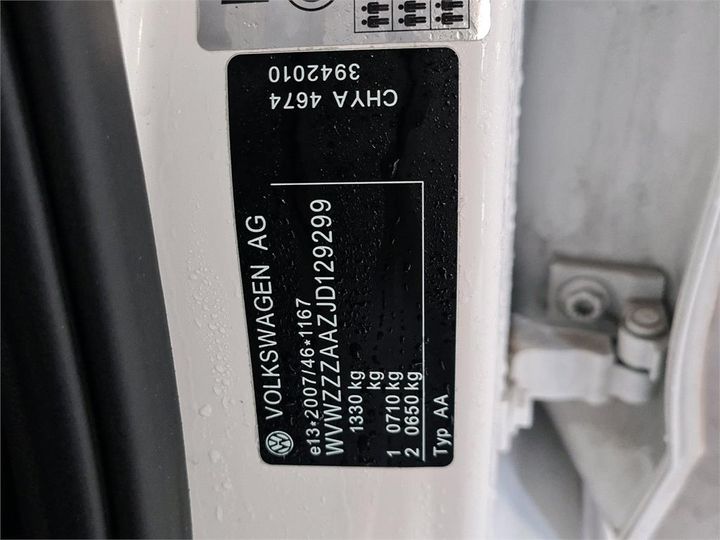 VOLKSWAGEN AG
e13*2007/46*1167
WVWZZZAAZJD129299
1330 kg
kg
1 0710 kg
2 0650 kg
Typ AA
CHYA 4674
3942010